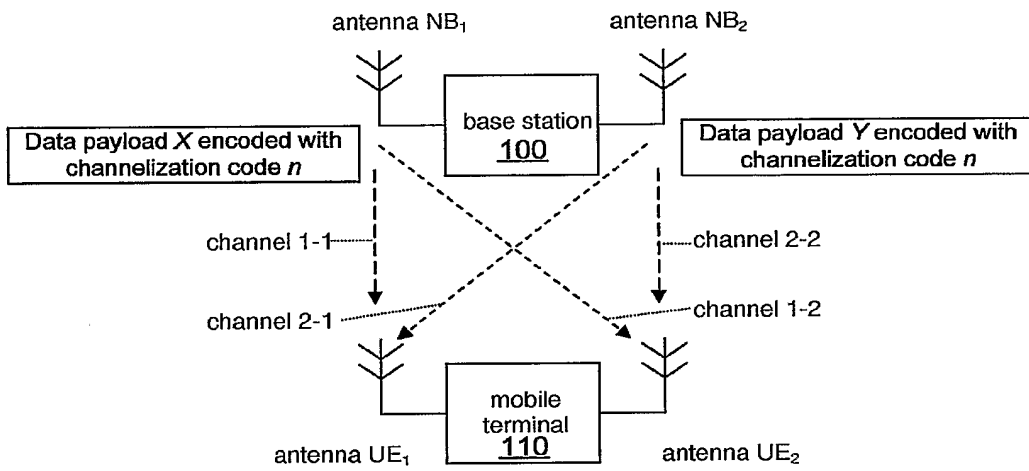 antenna NB₁
antenna NB₂
base station
100
Data payload X encoded with
channelization code n
Data payload Y encoded with
channelization code n
channel 1-1
channel 2-2
channel 2-1
channel 1-2
mobile
terminal
110
antenna UE₁
antenna UE₂